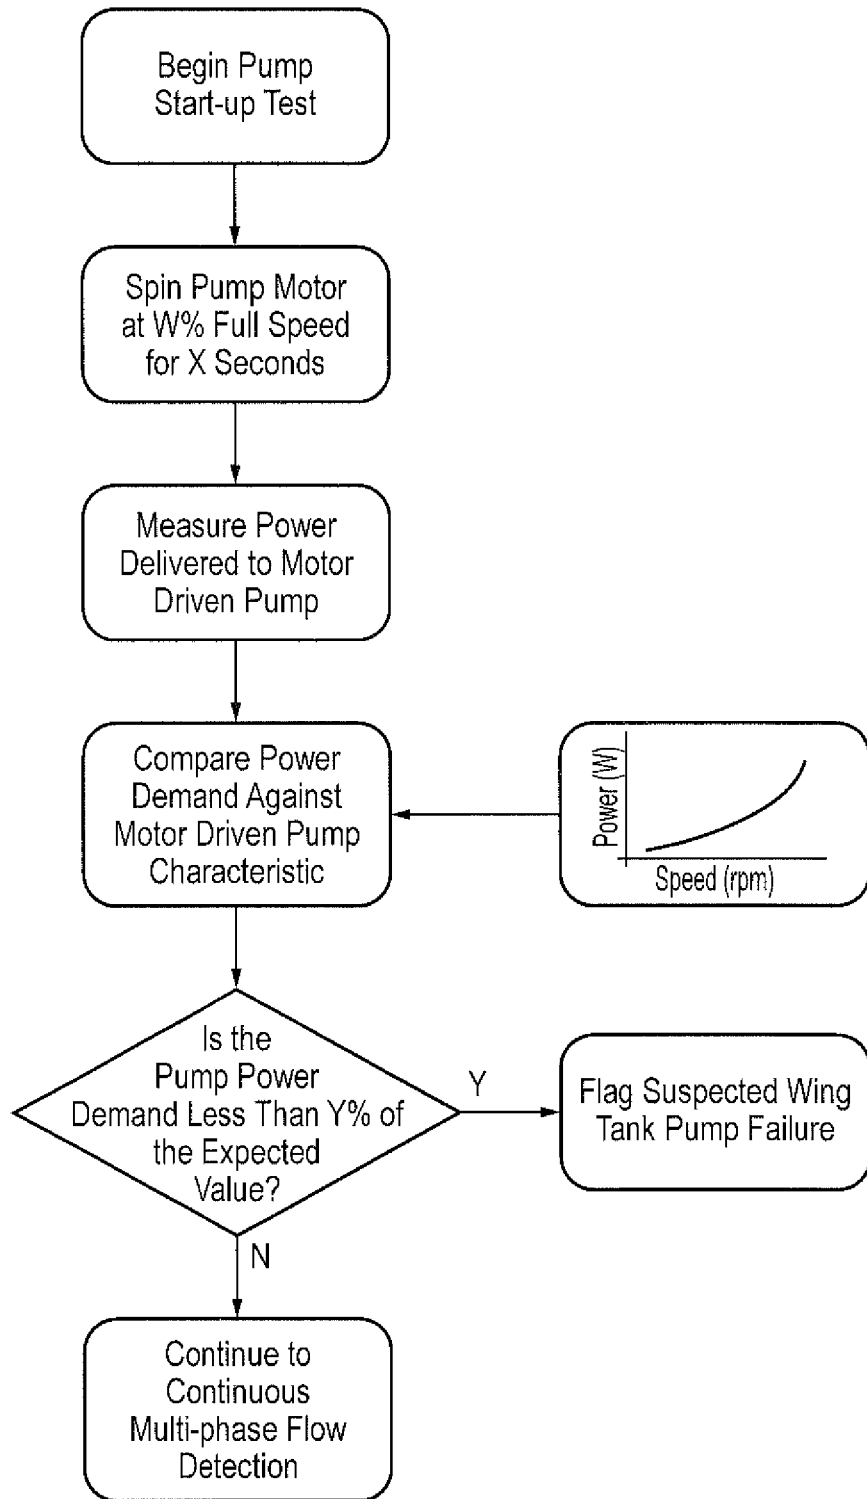 Begin Pump
Start-up Test
Spin Pump Motor
at W% Full Speed
for X Seconds
Measure Power
Delivered to Motor
Driven Pump
Compare Power
Demand Against
Motor Driven Pump
Characteristic
Power (W)
Speed (rpm)
Is the
Pump Power
Demand Less Than Y% of
the Expected
Value?
Y
Flag Suspected Wing
Tank Pump Failure
N
Continue to
Continuous
Multi-phase Flow
Detection